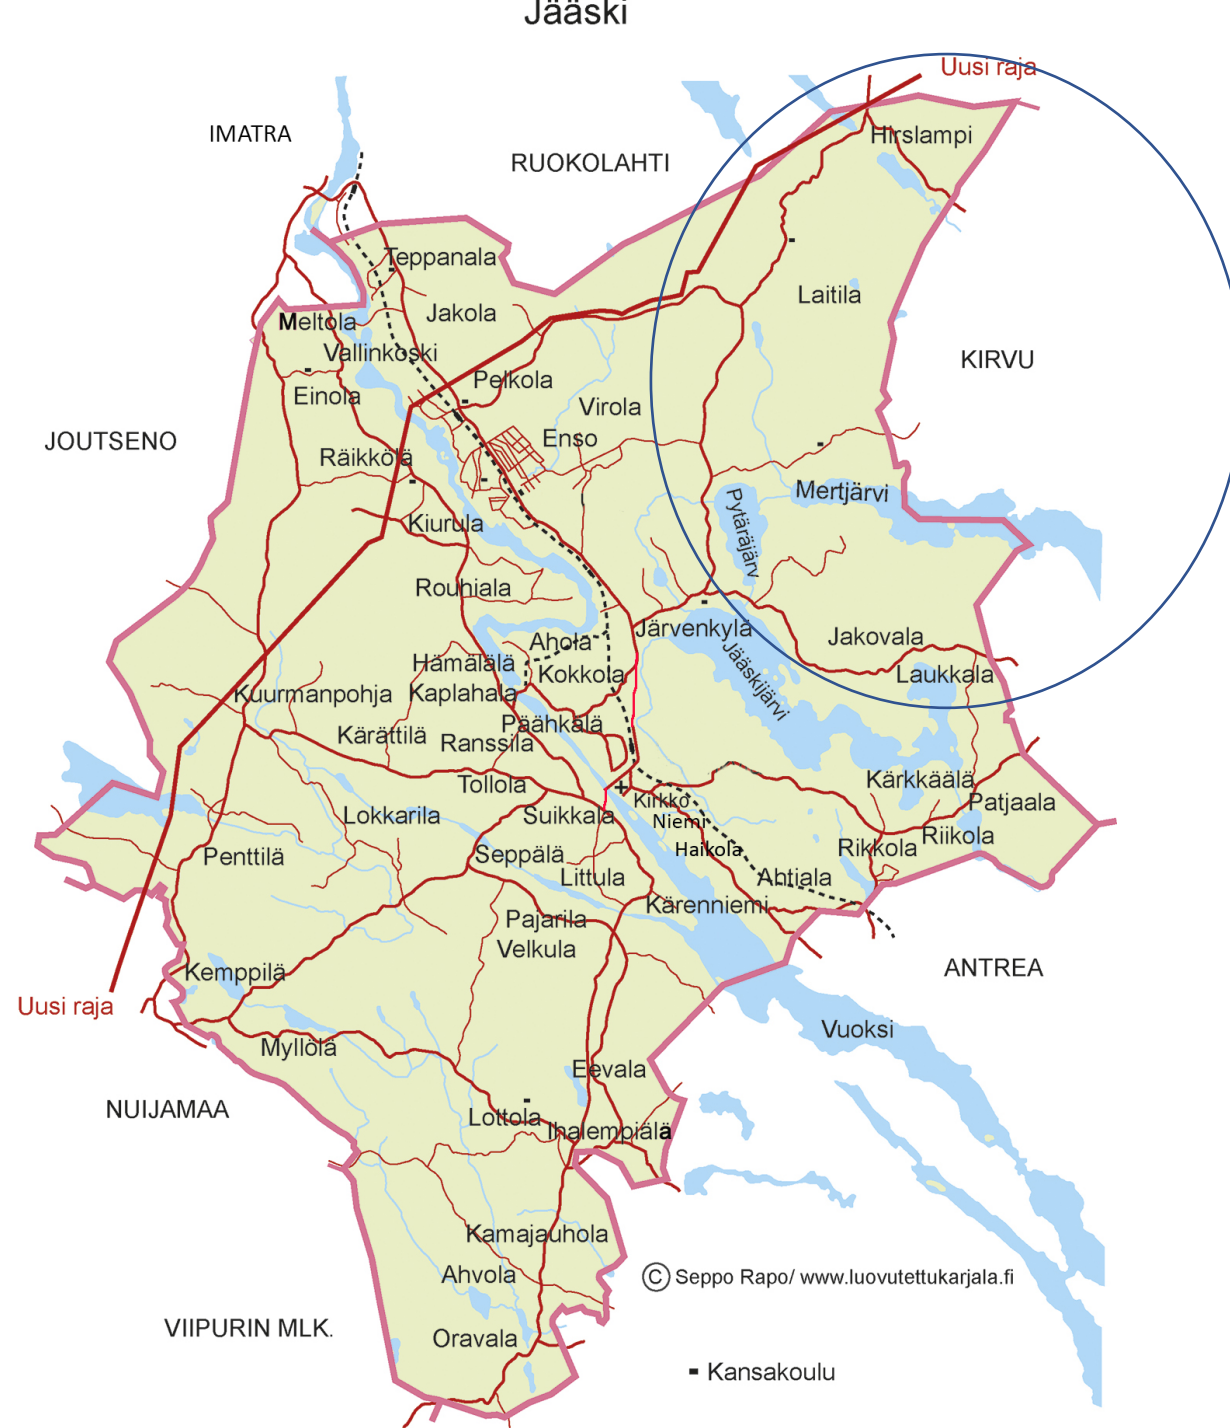 Jääski
Uusi raja
IMATRA
Hirslampi
RUOKOLAHTI
Teppanala
Laitila
Jakola
Meltola
Vallinkoski
KIRVU
Pelkola
Einola
Virola
JOUTSENO
Enso
Räikkölä
Mertjärvi
Pytäräjärv
Kiurula
Rouhiala
Järvenkylä
Jakovala
Ahola
Hämälälä
Kokkola
Laukkala
Jääskijärvi
Kuurmanpohja
Kaplahala
Päähkälä
Kärättilä
Ranssila
Kärkkäälä
Tollola
Kirkko
Patjaala
Lokkarila
Suikkala
Niemi
Riikola
Haikola
Rikkola
Penttilä
Seppälä
Littula
Ahtiala
Kärenniemi
Pajarila
Velkula
ANTREA
Kemppilä
Uusi raja
Vuoksi
Myllölä
Eevala
NUIJAMAA
Lottola
Ihalempiälä
Kamajauhola
Ahvola
© Seppo Rapo/ www.luovutettukarjala.fi
VIIPURIN MLK.
Oravala
- Kansakoulu